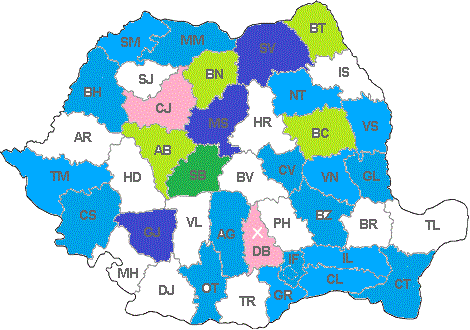 BT
SM
MM
SV
SJ
BN
IS
BH
NT
CJ
MS
HR
VS
AR
AB
BC
TM
HD
SB
BV
CV
VN
GL
CS
GJ
VL
AG
PH
BZ
BR
TL
DB
MH
IF
IL
DJ
OT
TR
GR
CL
CT